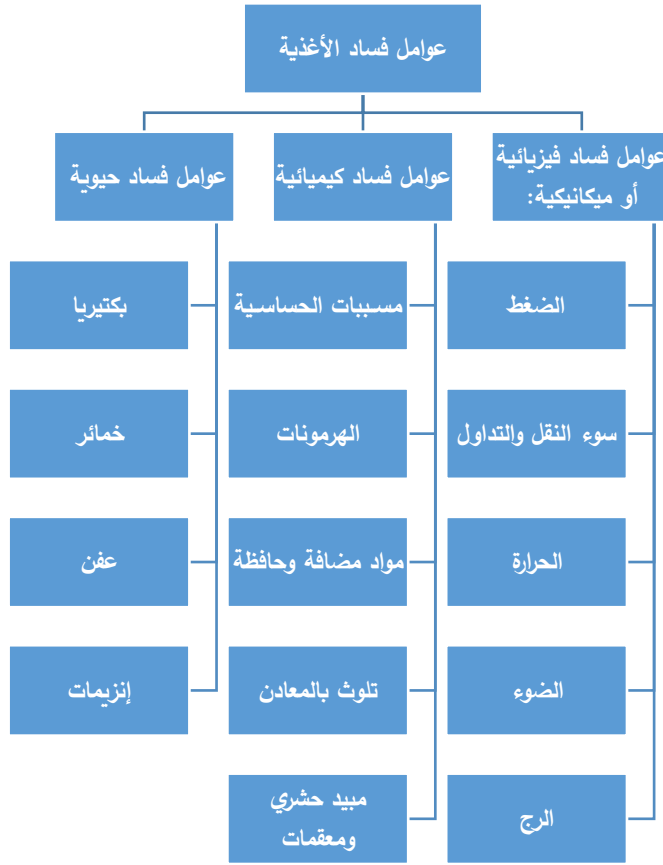 عوامل فساد الأغذية
عوامل فساد فيزيائية
أو ميكانيكية:
الضغط
سوء النقل والتداول
الحرارة
الضوء
الرج
عوامل فساد كيميائية
مسببات الحساسية
الهرمونات
مواد مضافة وحافظة
تلوث بالمعادن
مبيد حشري
ومعقمات
عوامل فساد حيوية
بكتيريا
خمائر
عفن
إنزيمات